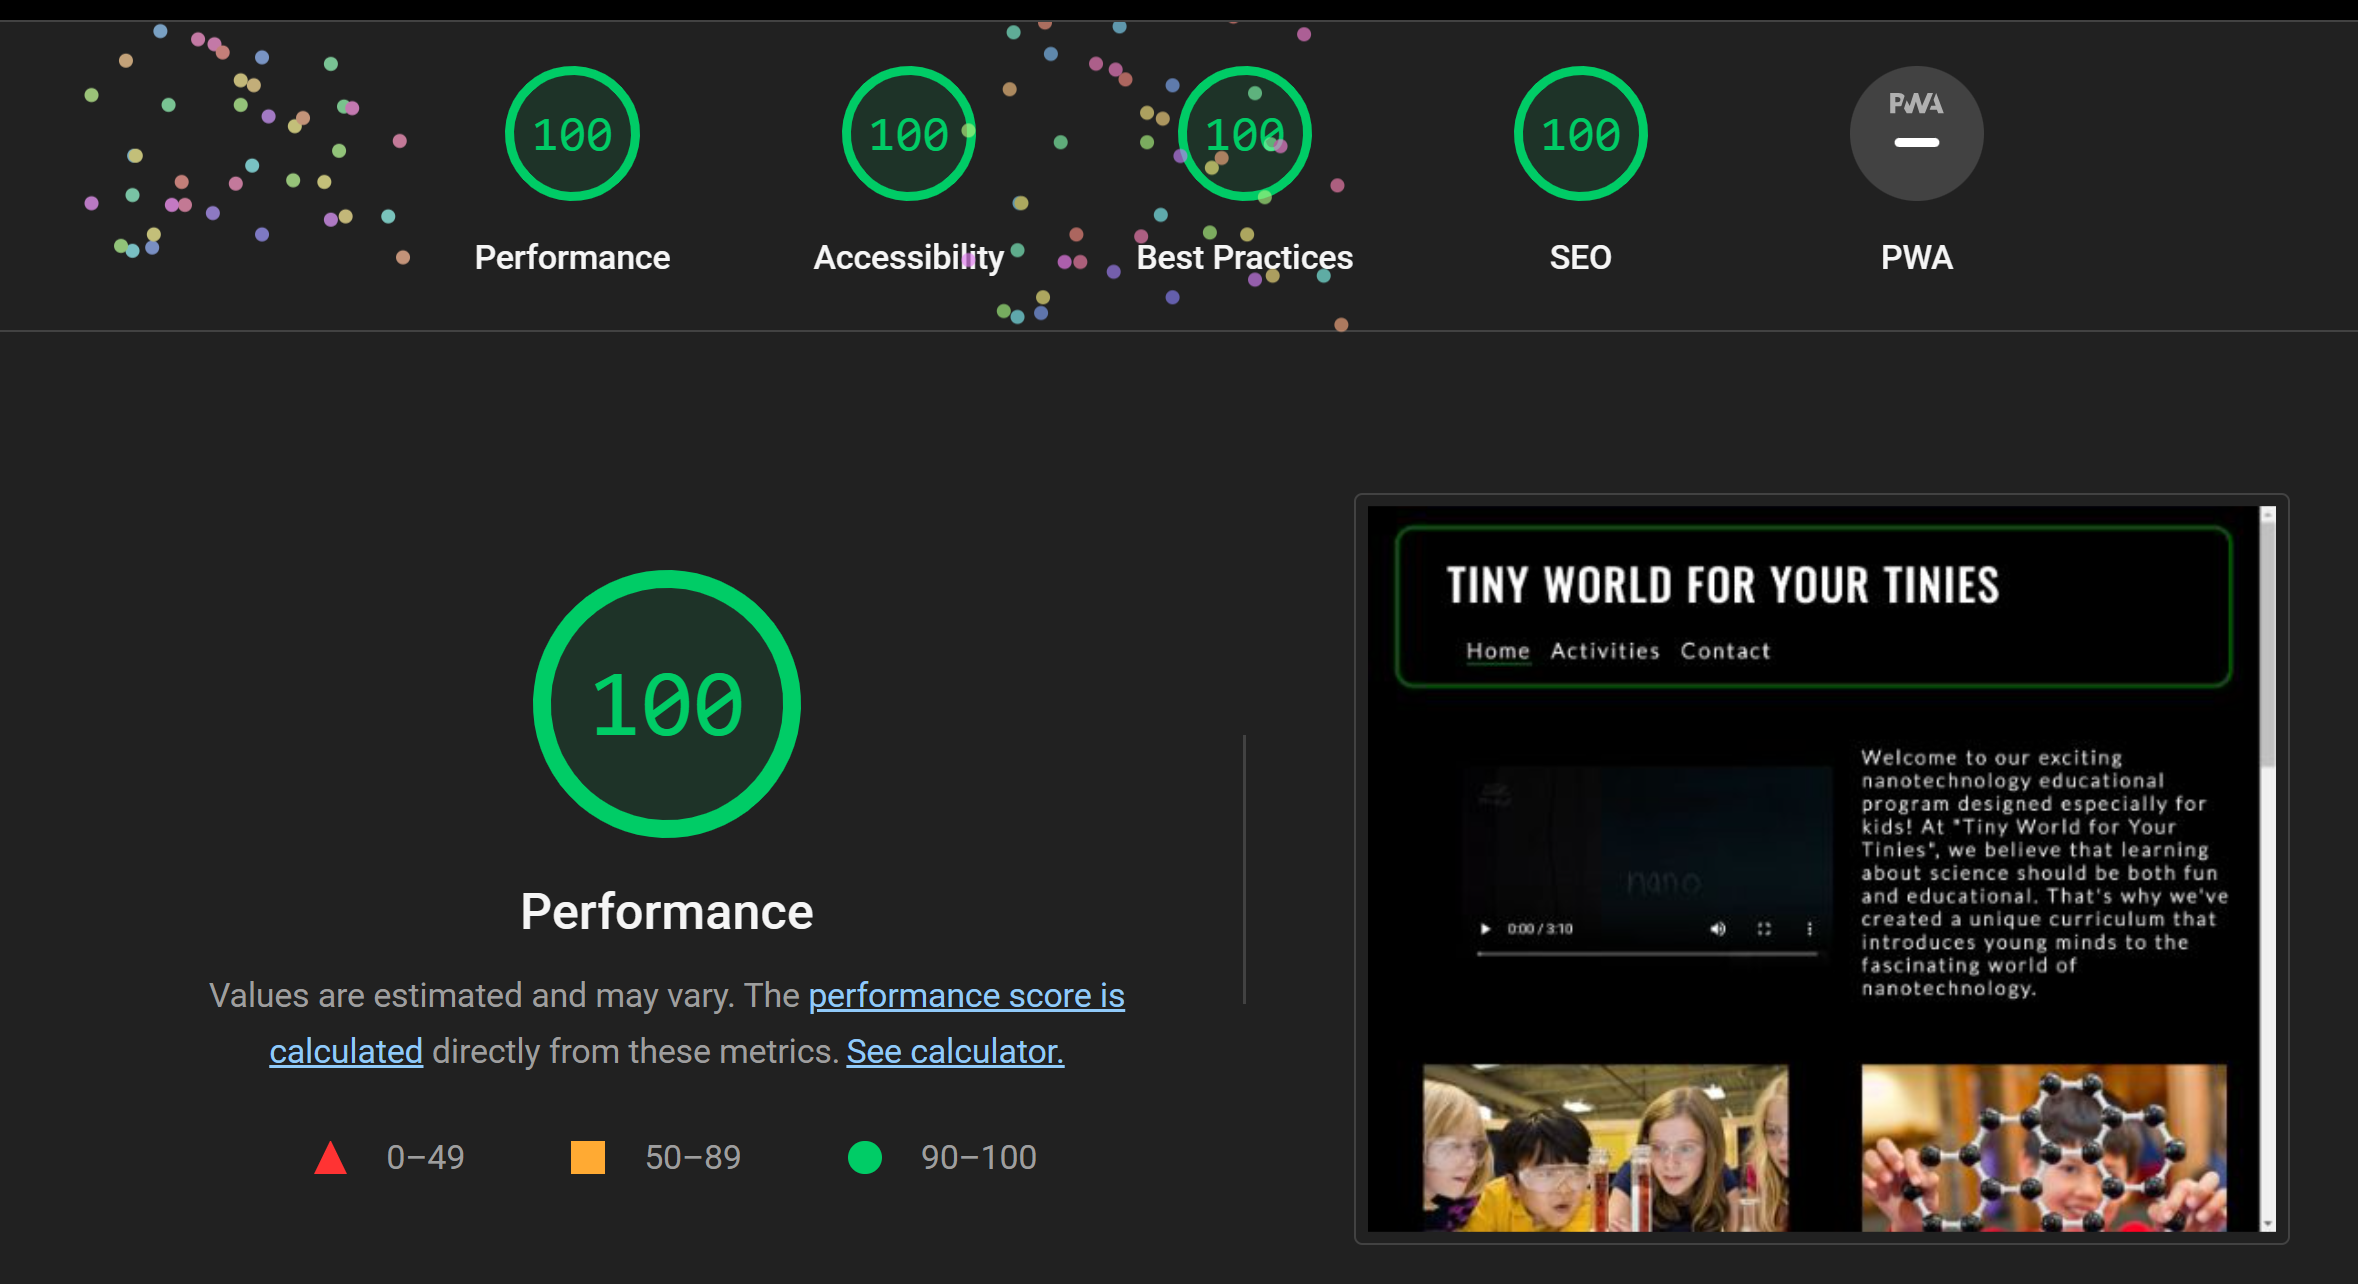 100
100
100
100
PWA
Performance
Accessibility
Best Practices
SEO
PWA
100
Performance
Values are estimated and may vary. The performance score is
calculated directly from these metrics. See calculator.
0–49
50–89
90–100
TINY WORLD FOR YOUR TINIES
Home Activities Contact
nano
0:00 / 3:10
Welcome to our exciting
nanotechnology educational
program designed especially for
kids! At "Tiny World for Your
Tinies", we believe that learning
about science should be both fun
and educational. That's why we've
created a unique curriculum that
introduces young minds to the
fascinating world of
nanotechnology.